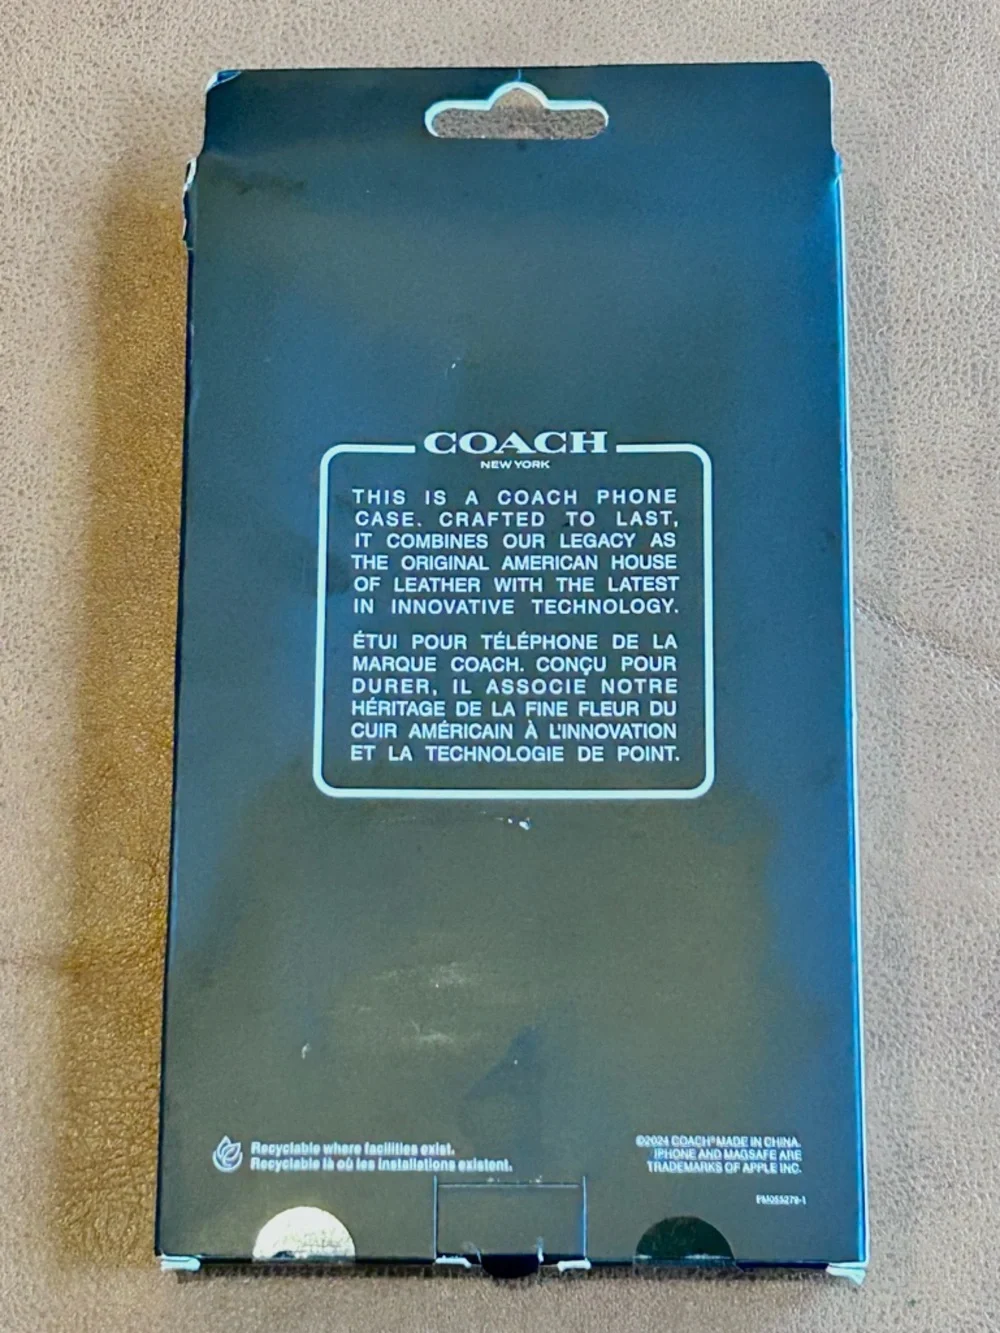 COACH
NEW YORK
THIS IS A COACH PHONE
CASE. CRAFTED TO LAST,
IT COMBINES OUR LEGACY AS
THE ORIGINAL AMERICAN HOUSE
OF LEATHER WITH THE LATEST
IN INNOVATIVE TECHNOLOGY.
ÉTUI POUR TÉLÉPHONE DE LA
MARQUE COACH. CONÇU POUR
DURER, IL ASSOCIE NOTRE
HÉRITAGE DE LA FINE FLEUR DU
CUIR AMÉRICAIN À L'INNOVATION
ET LA TECHNOLOGIE DE POINT.
Recyclable where facilities exist.
Recyclable là où les installations existent.
©2024 COACH® MADE IN CHINA.
IPHONE AND MAGSAFE ARE
TRADEMARKS OF APPLE INC.